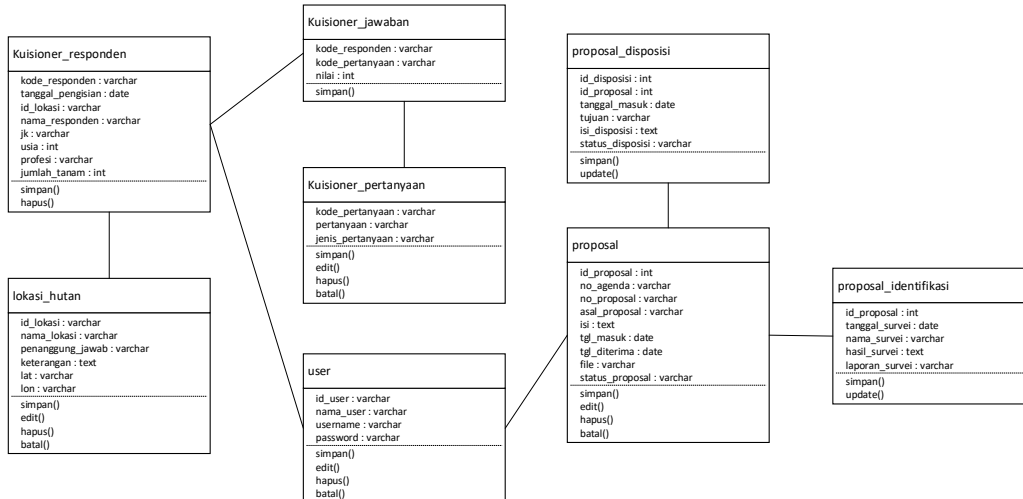 Kuisioner_responden
kode_responden : varchar
tanggal_pengisian : date
id_lokasi : varchar
nama_responden : varchar
jk : varchar
usia : int
profesi : varchar
jumlah_tanam : int
simpan()
hapus()
lokasi_hutan
id_lokasi : varchar
nama_lokasi : varchar
penanggung_jawab : varchar
keterangan : text
lat : varchar
lon : varchar
simpan()
edit()
hapus()
batal()
Kuisioner_jawaban
kode_responden : varchar
kode_pertanyaan : varchar
nilai : int
simpan()
Kuisioner_pertanyaan
kode_pertanyaan : varchar
pertanyaan : varchar
jenis_pertanyaan : varchar
simpan()
edit()
hapus()
batal()
user
id_user : varchar
nama_user : varchar
username : varchar
password : varchar
simpan()
edit()
hapus()
batal()
proposal_disposisi
id_disposisi : int
id_proposal : int
tanggal_masuk : date
tujuan : varchar
isi_disposisi : text
status_disposisi : varchar
simpan()
update()
proposal
id_proposal : int
no_agenda : varchar
no_proposal : varchar
asal_proposal : varchar
isi : text
tgl_masuk : date
tgl_diterima : date
file : varchar
status_proposal : varchar
simpan()
edit()
hapus()
batal()
proposal_identifikasi
id_proposal : int
tanggal_survei : date
nama_survei : varchar
hasil_survei : text
laporan_survei : varchar
simpan()
update()